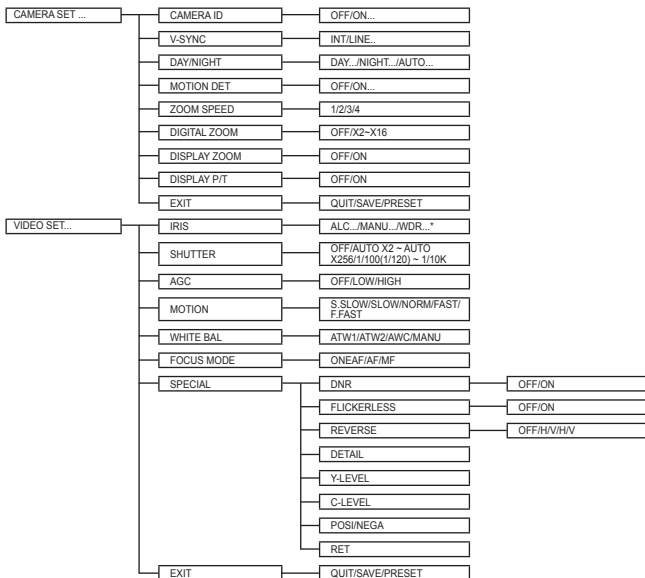 CAMERA SET ...
CAMERA ID
OFF/ON...
V-SYNC
INT/LINE..
DAY/NIGHT
DAY.../NIGHT.../AUTO...
MOTION DET
OFF/ON...
ZOOM SPEED
1/2/3/4
DIGITAL ZOOM
OFF/X2~X16
DISPLAY ZOOM
OFF/ON
DISPLAY P/T
OFF/ON
EXIT
QUIT/SAVE/PRESET
VIDEO SET...
IRIS
ALC.../MANU.../WDR...*
SHUTTER
OFF/AUTO X2 ~ AUTO
X256/1/100(1/120) ~ 1/10K
AGC
OFF/LOW/HIGH
MOTION
S.SLOW/SLOW/NORM/FAST/
F.FAST
WHITE BAL
ATW1/ATW2/AWC/MANU
FOCUS MODE
ONEAF/AF/MF
SPECIAL
DNR
OFF/ON
FLICKERLESS
OFF/ON
REVERSE
OFF/H/V/H/V
DETAIL
Y-LEVEL
C-LEVEL
POSI/NEGA
RET
EXIT
QUIT/SAVE/PRESET